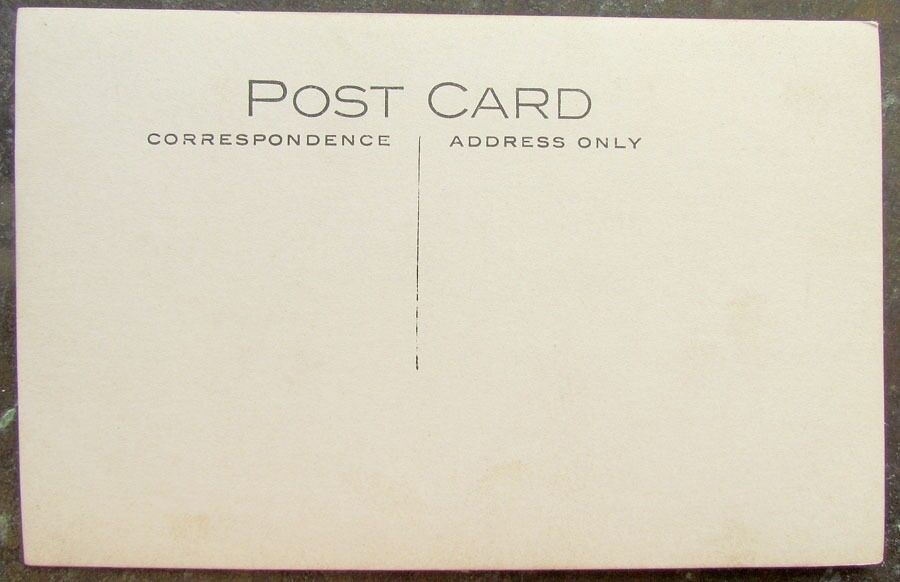 POST CARD
CORRESPONDENCE
ADDRESS ONLY